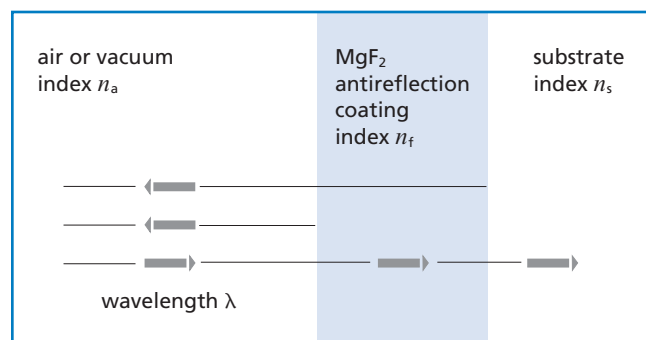 air or vacuum
index nₐ
MgF₂
antireflection
coating
index n_f
substrate
index nₛ
wavelength λ